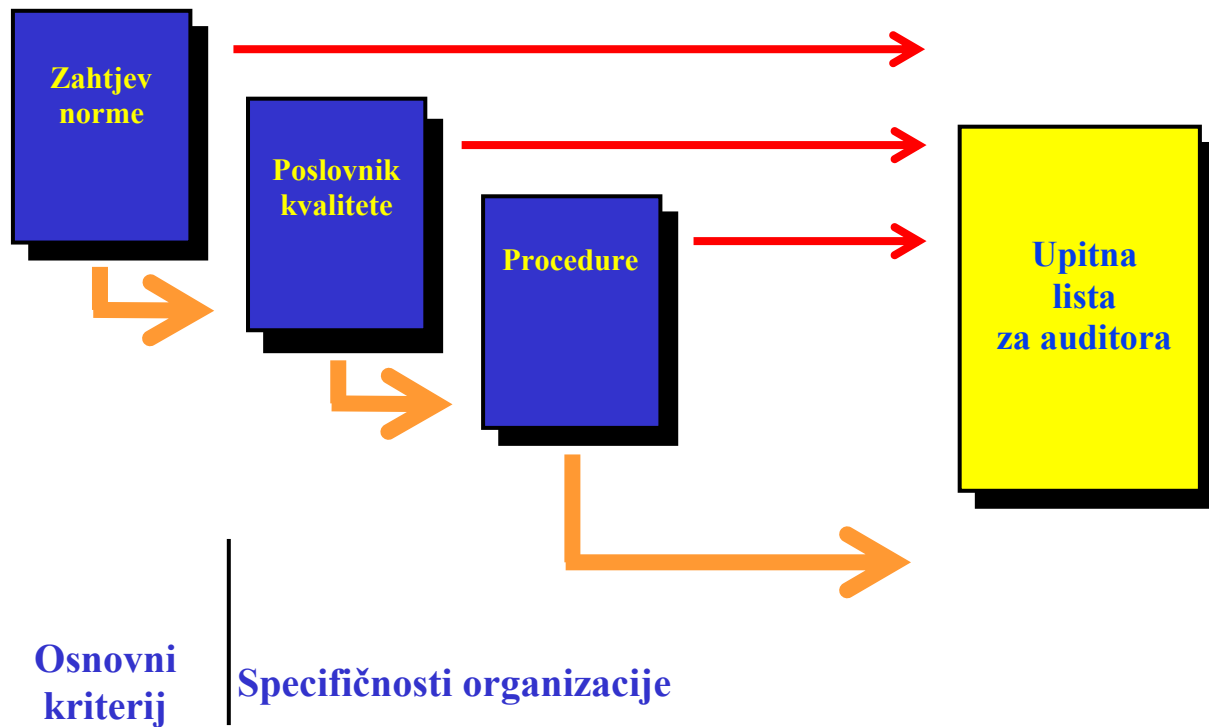 Zahtjev
norme
Poslovnik
kvalitete
Procedure
Upitna
lista
za auditora
Osnovni
kriterij
Specifičnosti organizacije